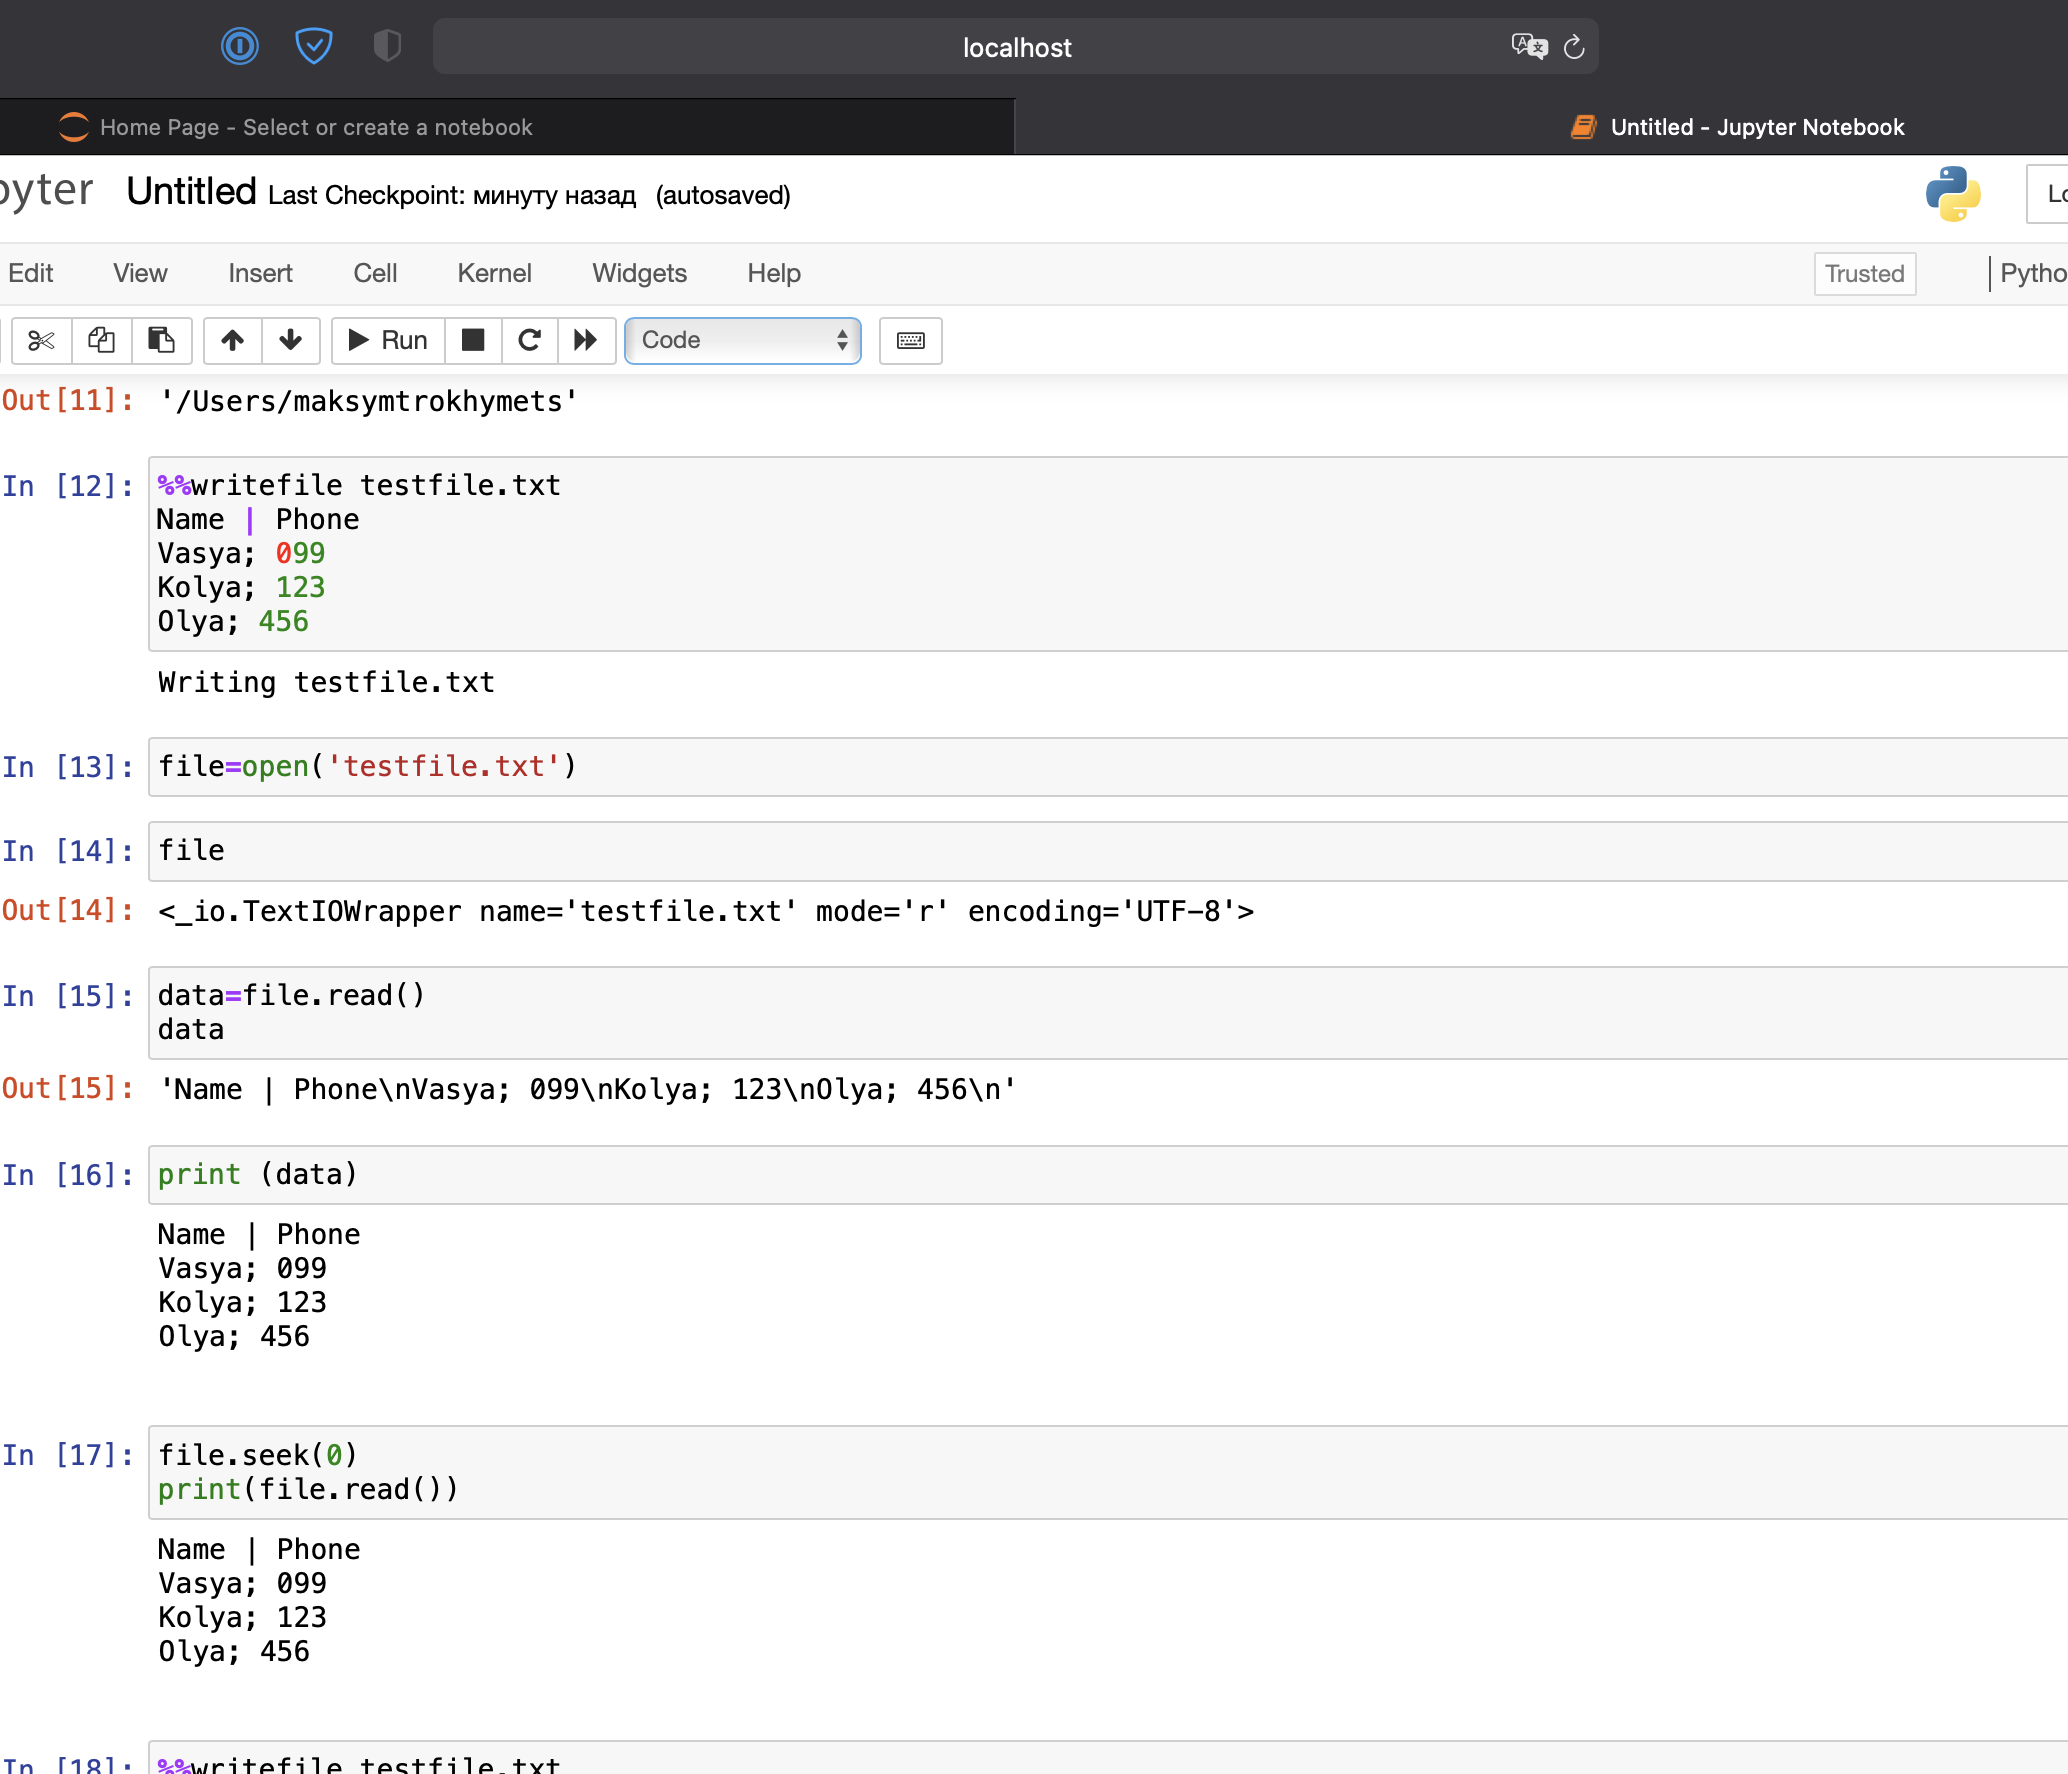 localhost
Home Page - Select or create a notebook
Untitled - Jupyter Notebook
pyter Untitled Last Checkpoint: минуту назад (autosaved)
Edit View Insert Cell Kernel Widgets Help Trusted Pytho
Run Code
Out[11]: '/Users/maksymtrokhymets'
In [12]: %%writefile testfile.txt
Name | Phone
Vasya; 099
Kolya; 123
Olya; 456
Writing testfile.txt
In [13]: file=open('testfile.txt')
In [14]: file
Out[14]: <_io.TextIOWrapper name='testfile.txt' mode='r' encoding='UTF-8'>
In [15]: data=file.read()
data
Out[15]: 'Name | Phone\nVasya; 099\nKolya; 123\nOlya; 456\n'
In [16]: print (data)
Name | Phone
Vasya; 099
Kolya; 123
Olya; 456
In [17]: file.seek(0)
print(file.read())
Name | Phone
Vasya; 099
Kolya; 123
Olya; 456
In [18]: %%writefile testfile.txt